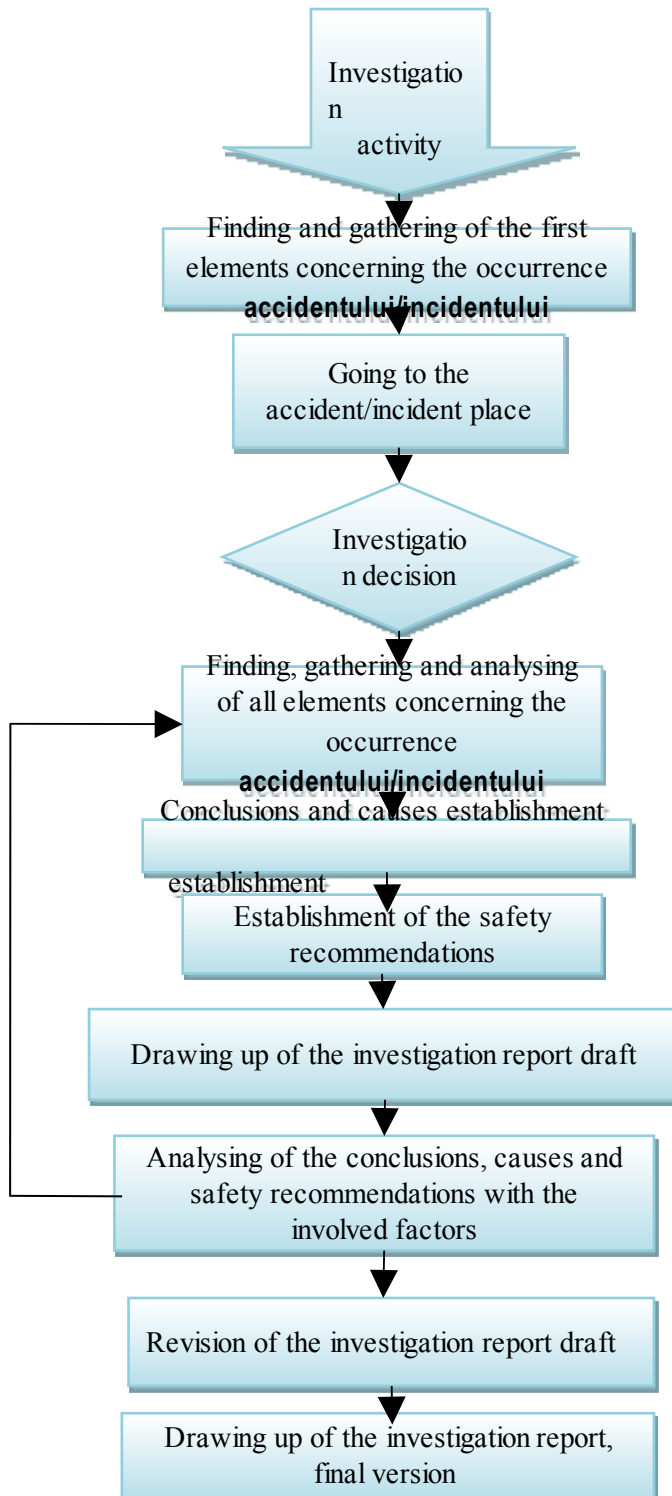 Investigatio
n
activity
Finding and gathering of the first
elements concerning the occurrence
accidentului/incidentului
Going to the
accident/incident place
Investigatio
n decision
Finding, gathering and analysing
of all elements concerning the
occurrence
accidentului/incidentului
Conclusions and causes establishment
establishment
Establishment of the safety
recommendations
Drawing up of the investigation report draft
Analysing of the conclusions, causes and
safety recommendations with the
involved factors
Revision of the investigation report draft
Drawing up of the investigation report,
final version